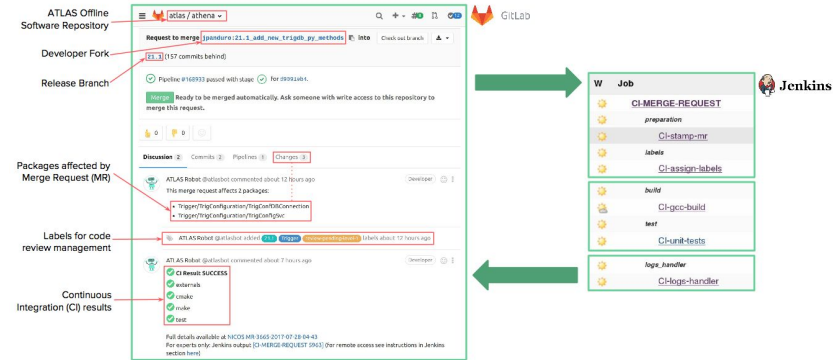 ATLAS Offline
Software Repository
Developer Fork
Release Branch
Packages affected by
Merge Request (MR)
Labels for code
review management
Continuous
Integration (CI) results
atlas / athena
Request to merge jpanduro:21.1_add_new_trigdb_py_methods into
Check out branch
21.1 (157 commits behind)
Pipeline #168933 passed with stage for
Merge Ready to be merged automatically. Ask someone with write access to this repository to
merge this request.
0 0
Discussion 2 Commits 2 Pipelines 1 Changes 3
ATLAS Robot @atlasbot commented about 12 hours ago
Developer
This merge request affects 2 packages:
• Trigger/TrigConfiguration/TrigConfDBConnection
• Trigger/TrigConfiguration/TrigConfigSvc
ATLAS Robot @atlasbot added 21.1 Trigger labels about 12 hours ago
ATLAS Robot @atlasbot commented about 7 hours ago
Developer
CI Result SUCCESS
externals
cmake
make
test
Full details available at NICOS MR-3665-2017-07-28-04-43
For experts only: Jenkins output [CI-MERGE-REQUEST 5963] (for remote access see instructions in Jenkins
section here)
GitLab
W Job
CI-MERGE-REQUEST
preparation
CI-stamp-mr
labels
CI-assign-labels
build
CI-gcc-build
test
CI-unit-tests
logs_handler
CI-logs-handler
Jenkins